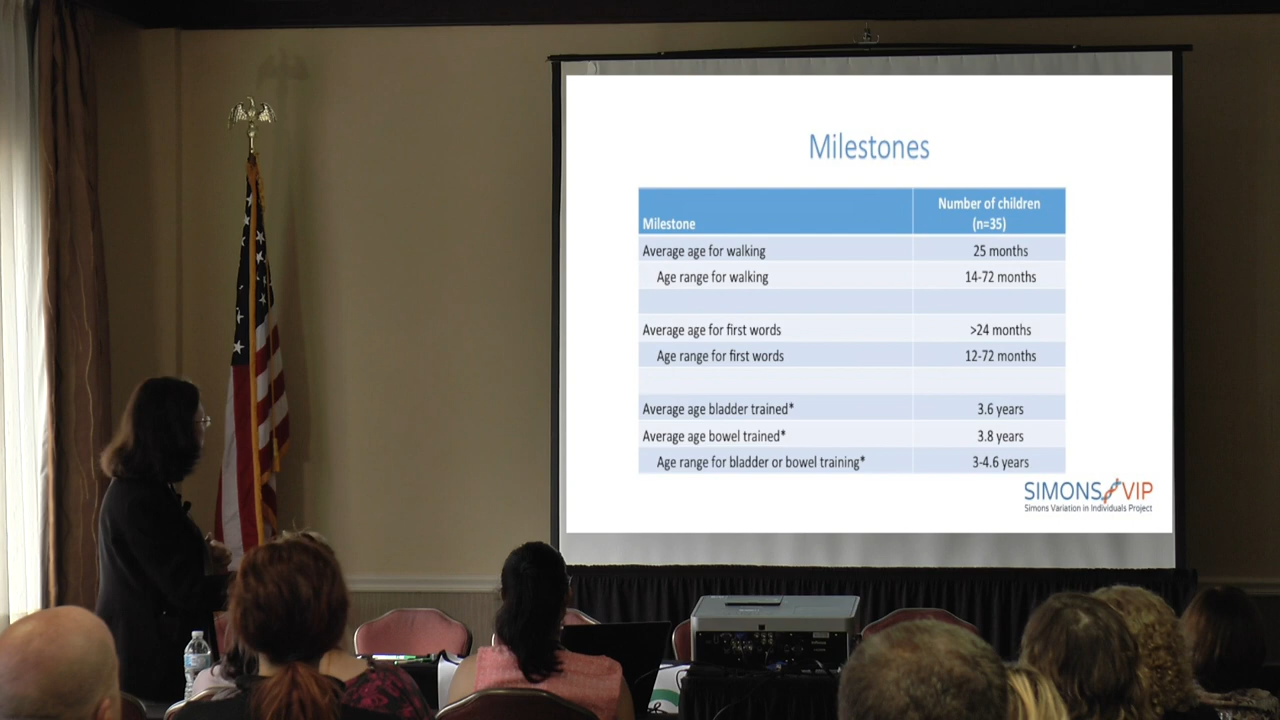 Milestones
Milestone Number of children (n=35)
Average age for walking 25 months
Age range for walking 14-72 months
Average age for first words >24 months
Age range for first words 12-72 months
Average age bladder trained* 3.6 years
Average age bowel trained* 3.8 years
Age range for bladder or bowel training* 3-4.6 years
SIMONS VIP
Simons Variation in Individuals Project